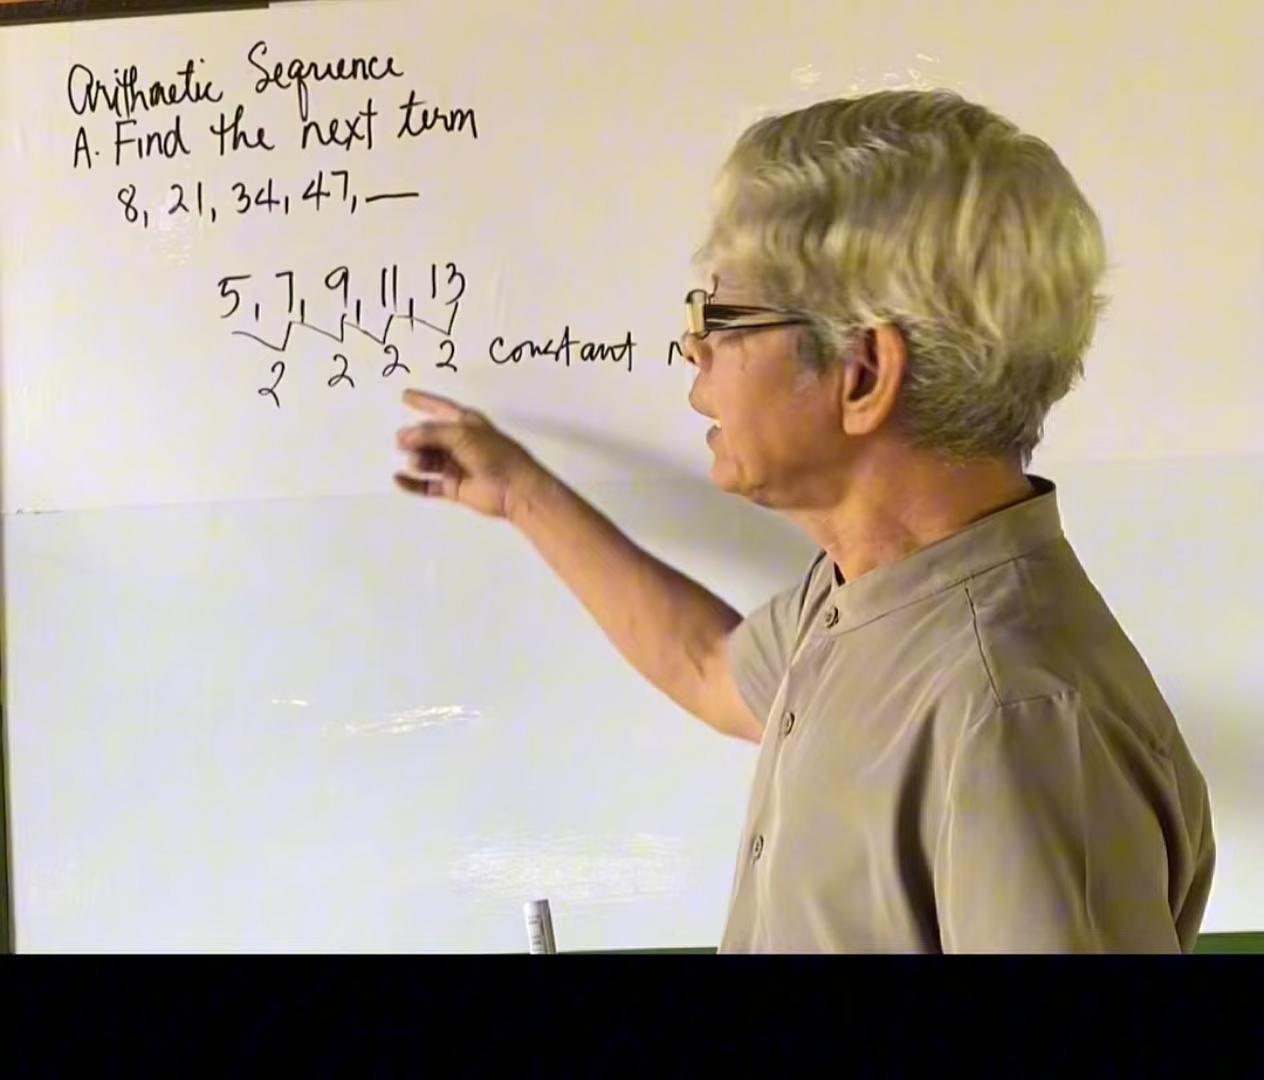 Arithmetic Sequence
A. Find the next term
8, 21, 34, 47, —
5, 7, 9, 11, 13
2 2 2 2 constant